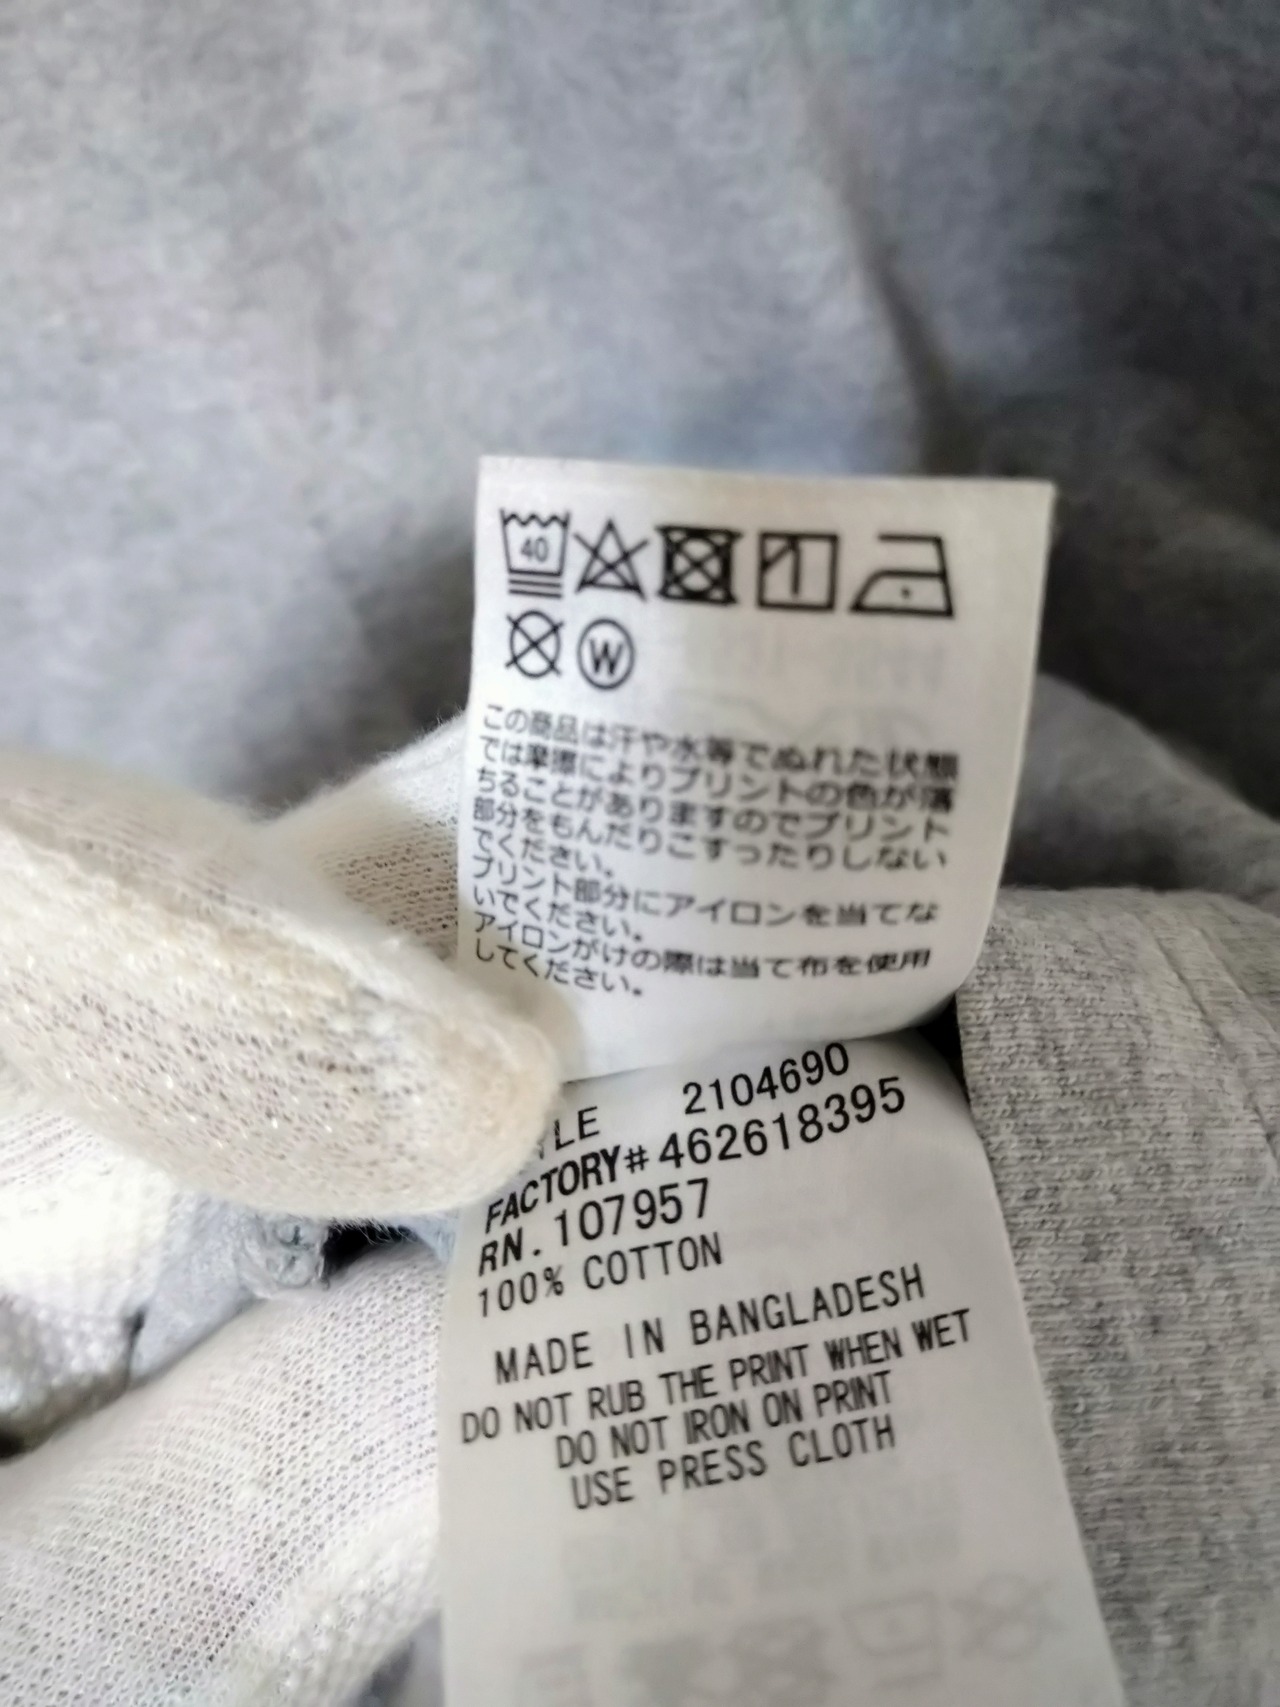 40
W
この商品は汗や水等でぬれた状態
では摩擦によりプリントの色が落
ちることがありますのでプリント
部分をもんだりこすったりしない
でください。
プリント部分にアイロンを当てな
いでください。
アイロンがけの際は当て布を使用
してください。
YLE 2104690
FACTORY# 462618395
RN. 107957
100% COTTON
MADE IN BANGLADESH
DO NOT RUB THE PRINT WHEN WET
DO NOT IRON ON PRINT
USE PRESS CLOTH